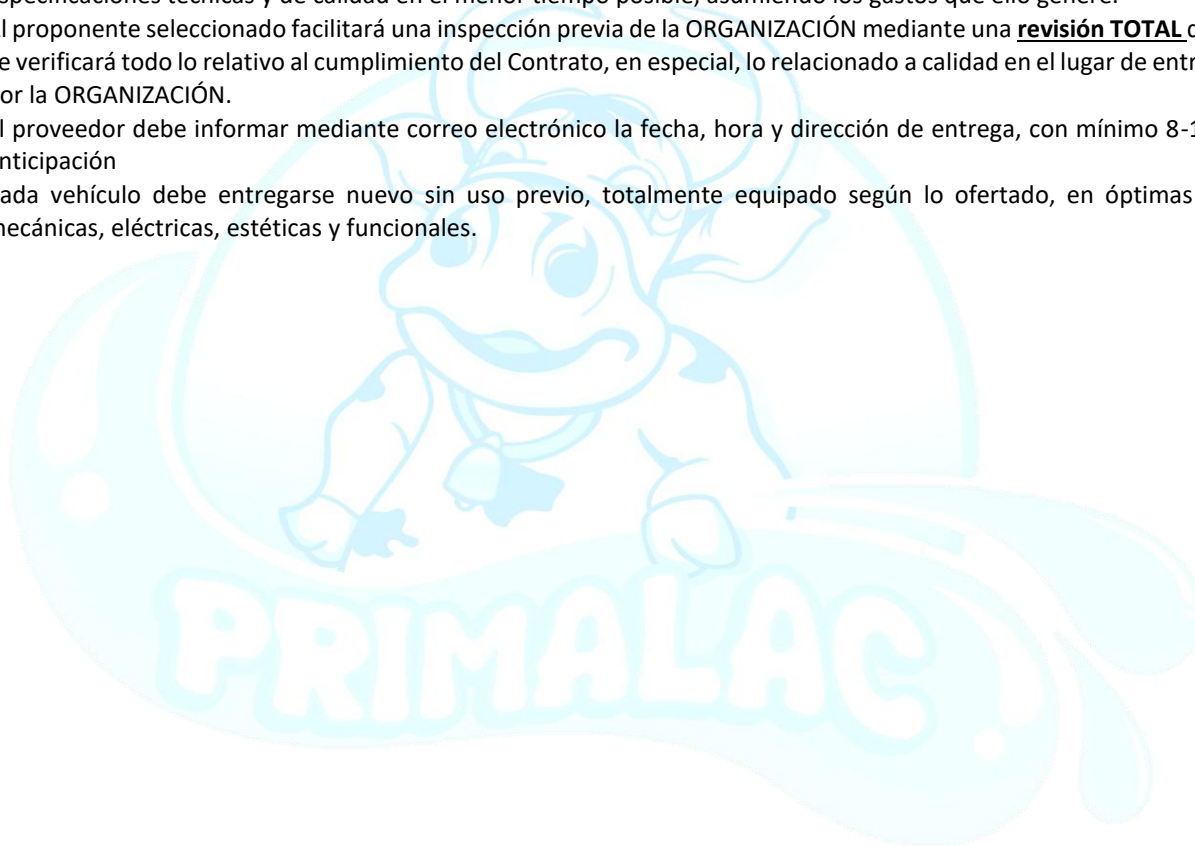 specificaciones técnicas y de calidad en el menor tiempo posible, asumiendo los gastos que ello genere.
l proponente seleccionado facilitará una inspección previa de la ORGANIZACIÓN mediante una revisión TOTAL
e verificará todo lo relativo al cumplimiento del Contrato, en especial, lo relacionado a calidad en el lugar de entr
or la ORGANIZACIÓN.
l proveedor debe informar mediante correo electrónico la fecha, hora y dirección de entrega, con mínimo 8-1
nticipación
ada vehículo debe entregarse nuevo sin uso previo, totalmente equipado según lo ofertado, en óptimas
ecánicas, eléctricas, estéticas y funcionales.
PRIMALAC